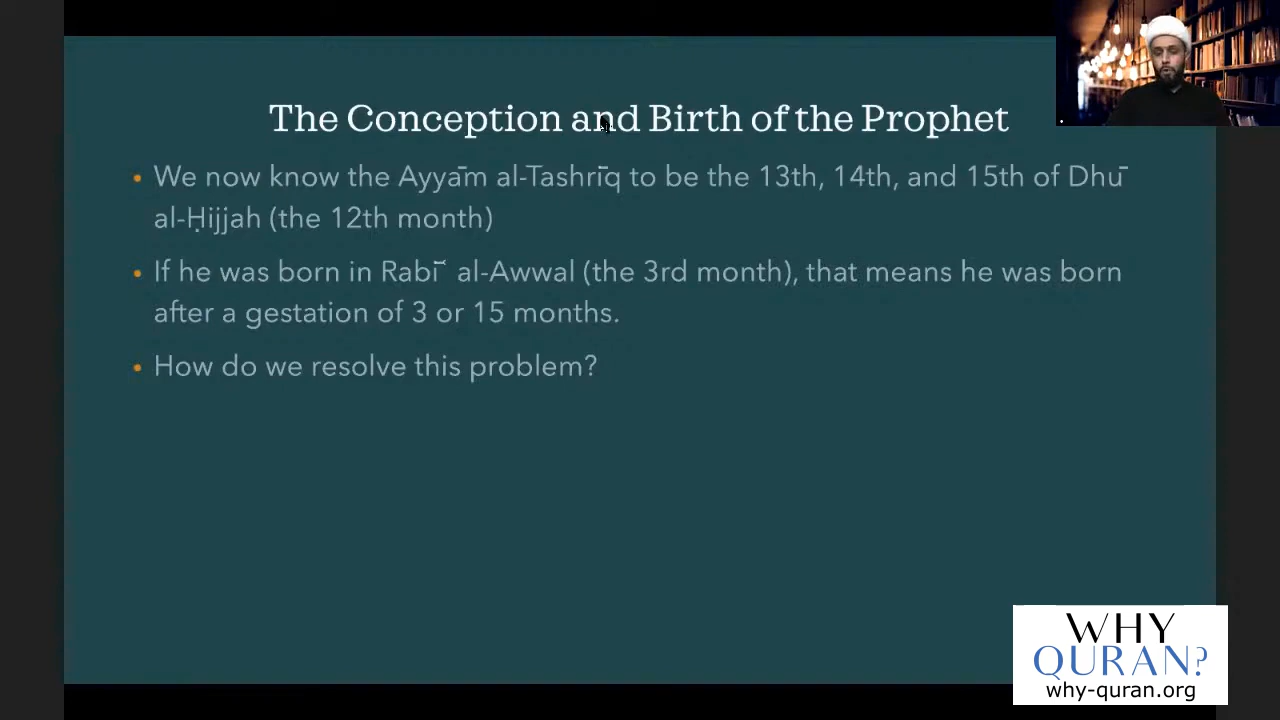 The Conception and Birth of the Prophet
• We now know the Ayyām al-Tashrīq to be the 13th, 14th, and 15th of Dhū
al-Ḥijjah (the 12th month)
• If he was born in Rabīʿ al-Awwal (the 3rd month), that means he was born
after a gestation of 3 or 15 months.
• How do we resolve this problem?
WHY
QURAN?
why-quran.org